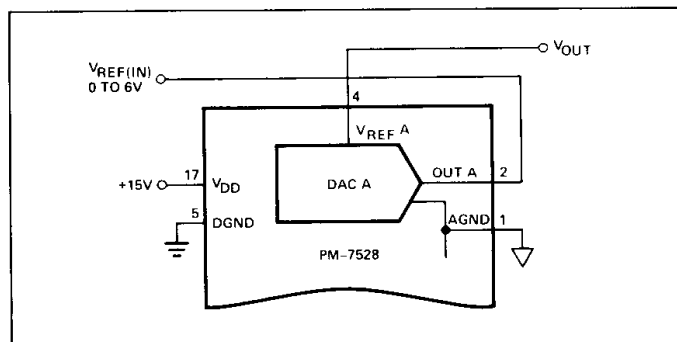 VOUT
VREF(IN)
0 TO 6V
4
VREF A
DAC A
OUT A
2
+15V
17
VDD
5
DGND
AGND
1
PM-7528